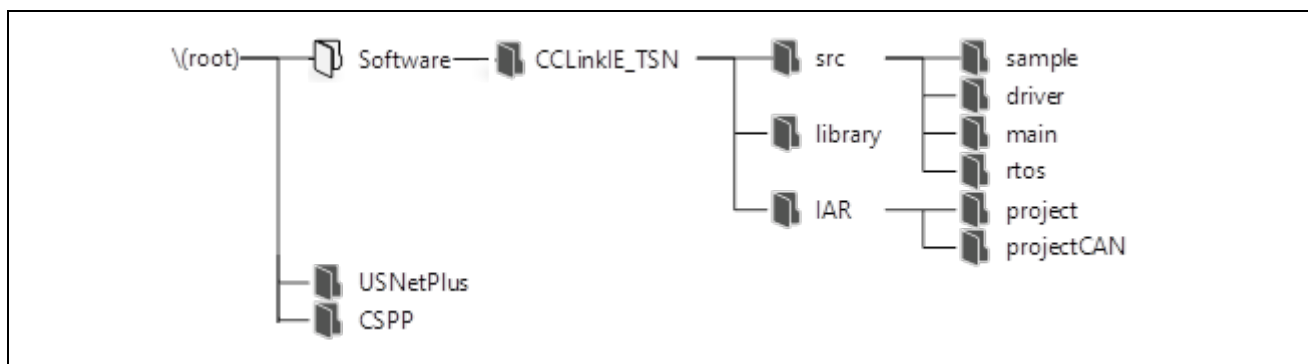 \(root) Software CCLinkIE_TSN src sample
driver
library main
rtos
IAR project
projectCAN
USNetPlus
CSPP